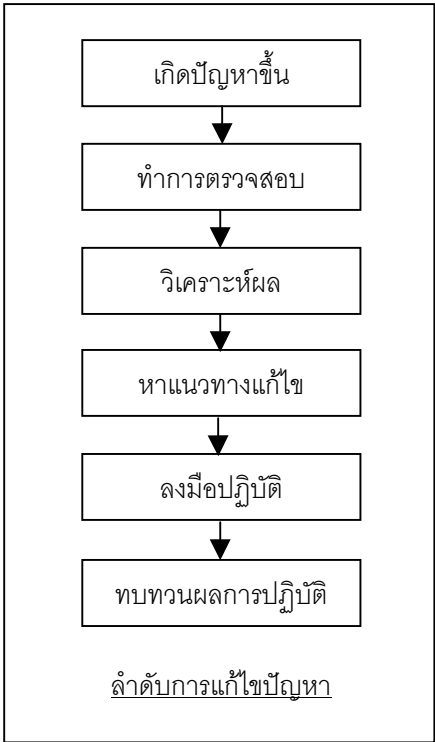 เกิดปัญหาขึ้น
ทำการตรวจสอบ
วิเคราะห์ผล
หาแนวทางแก้ไข
ลงมือปฏิบัติ
ทบทวนผลการปฏิบัติ
ลำดับการแก้ไขปัญหา